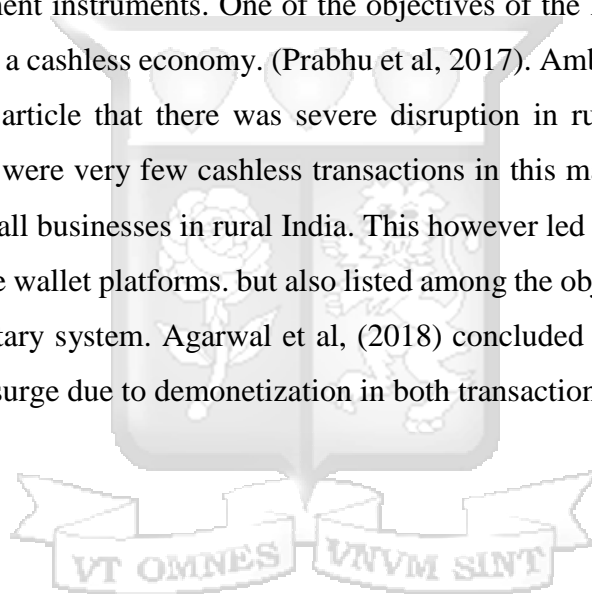 ment instruments. One of the objectives of the
a cashless economy. (Prabhu et al, 2017). Amb
article that there was severe disruption in ru
were very few cashless transactions in this ma
all businesses in rural India. This however led
e wallet platforms. but also listed among the obj
tary system. Agarwal et al, (2018) concluded
surge due to demonetization in both transaction
VT OMNES VNVM SINT